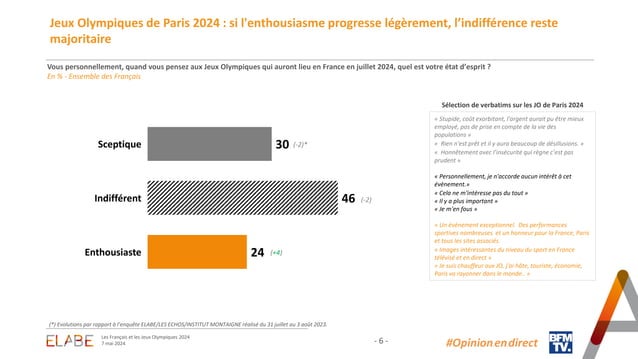 Jeux Olympiques de Paris 2024 : si l'enthousiasme progresse légèrement, l’indifférence reste
majoritaire
Vous personnellement, quand vous pensez aux Jeux Olympiques qui auront lieu en France en juillet 2024, quel est votre état d’esprit ?
En % - Ensemble des Français
Sceptique 30 (-2)*
Indifférent 46 (-2)
Enthousiaste 24 (+4)
Sélection de verbatims sur les JO de Paris 2024
« Stupide, coût exorbitant, l’argent aurait pu être mieux
employé, pas de prise en compte de la vie des
populations »
« Rien n’est prêt et il y aura beaucoup de désillusions. »
« Honnêtement avec l’insécurité qui règne c’est pas
prudent »
« Personnellement, je n’accorde aucun intérêt à cet
évènement.»
« Cela ne m’intéresse pas du tout »
« Il y a plus important »
« Je m’en fous »
« Un évènement exceptionnel. Des performances
sportives nombreuses et un honneur pour la France, Paris
et tous les sites associés.
« Images intéressantes du niveau du sport en France
télévisé et en direct »
« Je suis chauffeur aux JO, j’ai hâte, touriste, économie,
Paris va rayonner dans le monde.. »
(*) Evolutions par rapport à l’enquête ELABE/LES ECHOS/INSTITUT MONTAIGNE réalisé du 31 juillet au 3 août 2023.
ELABE
Les Français et les Jeux Olympiques 2024
7 mai 2024
- 6 -
#Opinion en direct
BFM
TV.